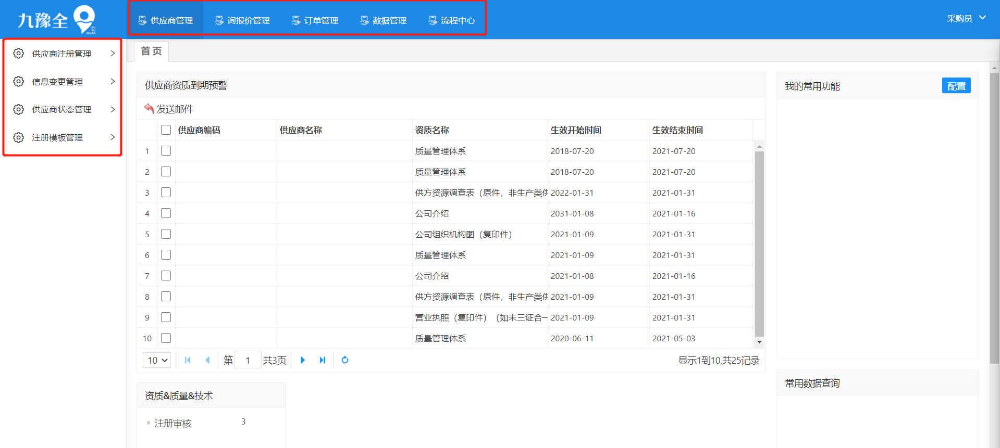 九豫全
JIU
YU
QUAN
供应商管理 询报价管理 订单管理 数据管理 流程中心
采购员
供应商注册管理
信息变更管理
供应商状态管理
注册模板管理
首页
供应商资质到期预警
发送邮件
供应商编码 供应商名称 资质名称 生效开始时间 生效结束时间
1 质量管理体系 2018-07-20 2021-07-20
2 质量管理体系 2018-07-20 2021-07-20
3 供方资源调查表（原件，非生产类供 2022-01-31 2021-01-31
4 公司介绍 2031-01-08 2021-01-16
5 公司组织机构图（复印件） 2021-01-09 2021-01-31
6 质量管理体系 2021-01-09 2021-01-31
7 公司介绍 2021-01-08 2021-01-16
8 供方资源调查表（原件，非生产类供 2021-01-09 2021-01-31
9 营业执照（复印件）（如未三证合一 2021-01-09 2021-01-31
10 质量管理体系 2020-06-11 2021-05-03
10 第 1 共3页 显示1到10,共25记录
我的常用功能 配置
资质&质量&技术
注册审核 3
常用数据查询